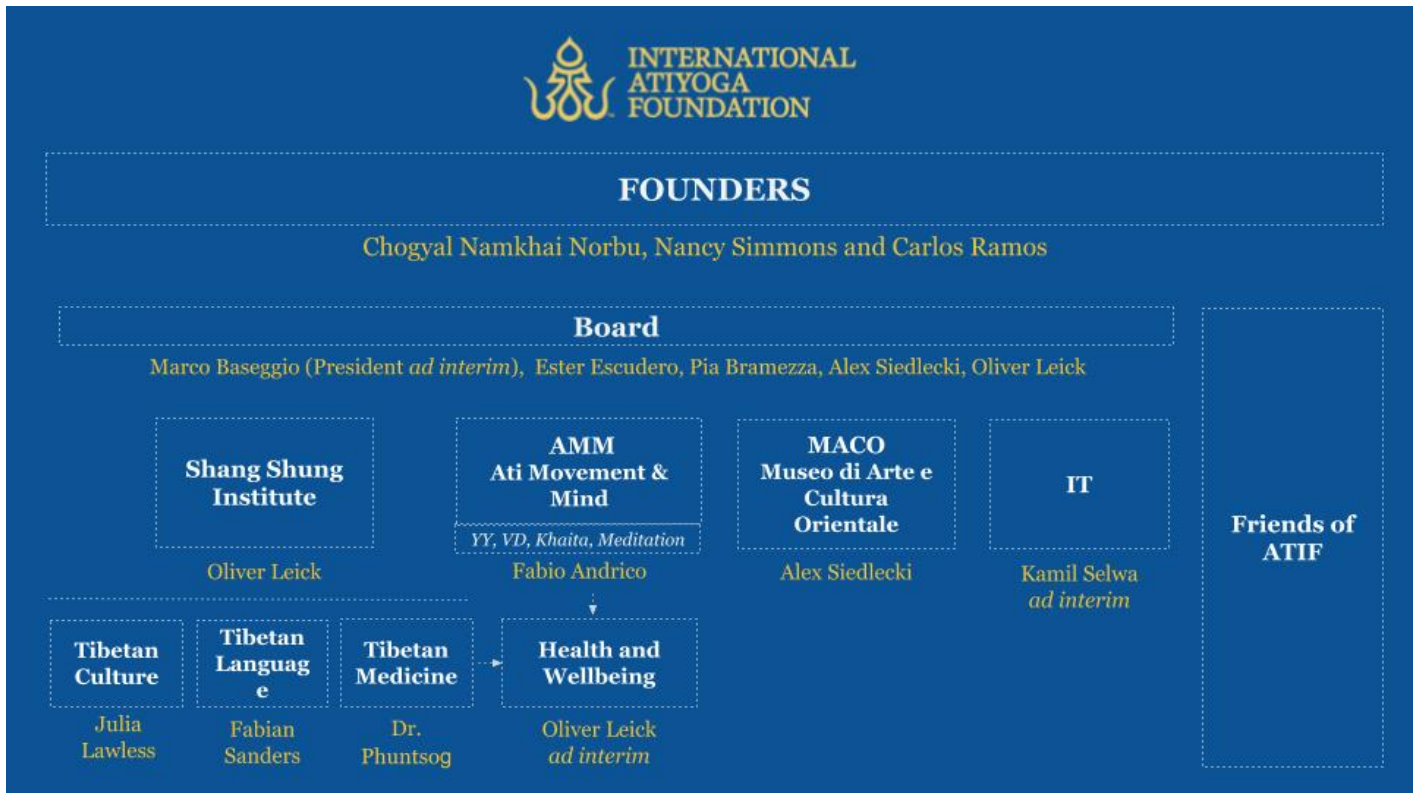 INTERNATIONAL
ATIYOGA
FOUNDATION
FOUNDERS
Chogyal Namkhai Norbu, Nancy Simmons and Carlos Ramos
Board
Marco Baseggio (President ad interim), Ester Escudero, Pia Bramezza, Alex Siedlecki, Oliver Leick
Shang Shung
Institute
Oliver Leick
AMM
Ati Movement &
Mind
YY, VD, Khaita, Meditation
Fabio Andrico
MACO
Museo di Arte e
Cultura
Orientale
Alex Siedlecki
IT
Kamil Selwa
ad interim
Friends of
ATIF
Tibetan
Culture
Julia
Lawless
Tibetan
Languag
e
Fabian
Sanders
Tibetan
Medicine
Dr.
Phuntsog
Health and
Wellbeing
Oliver Leick
ad interim